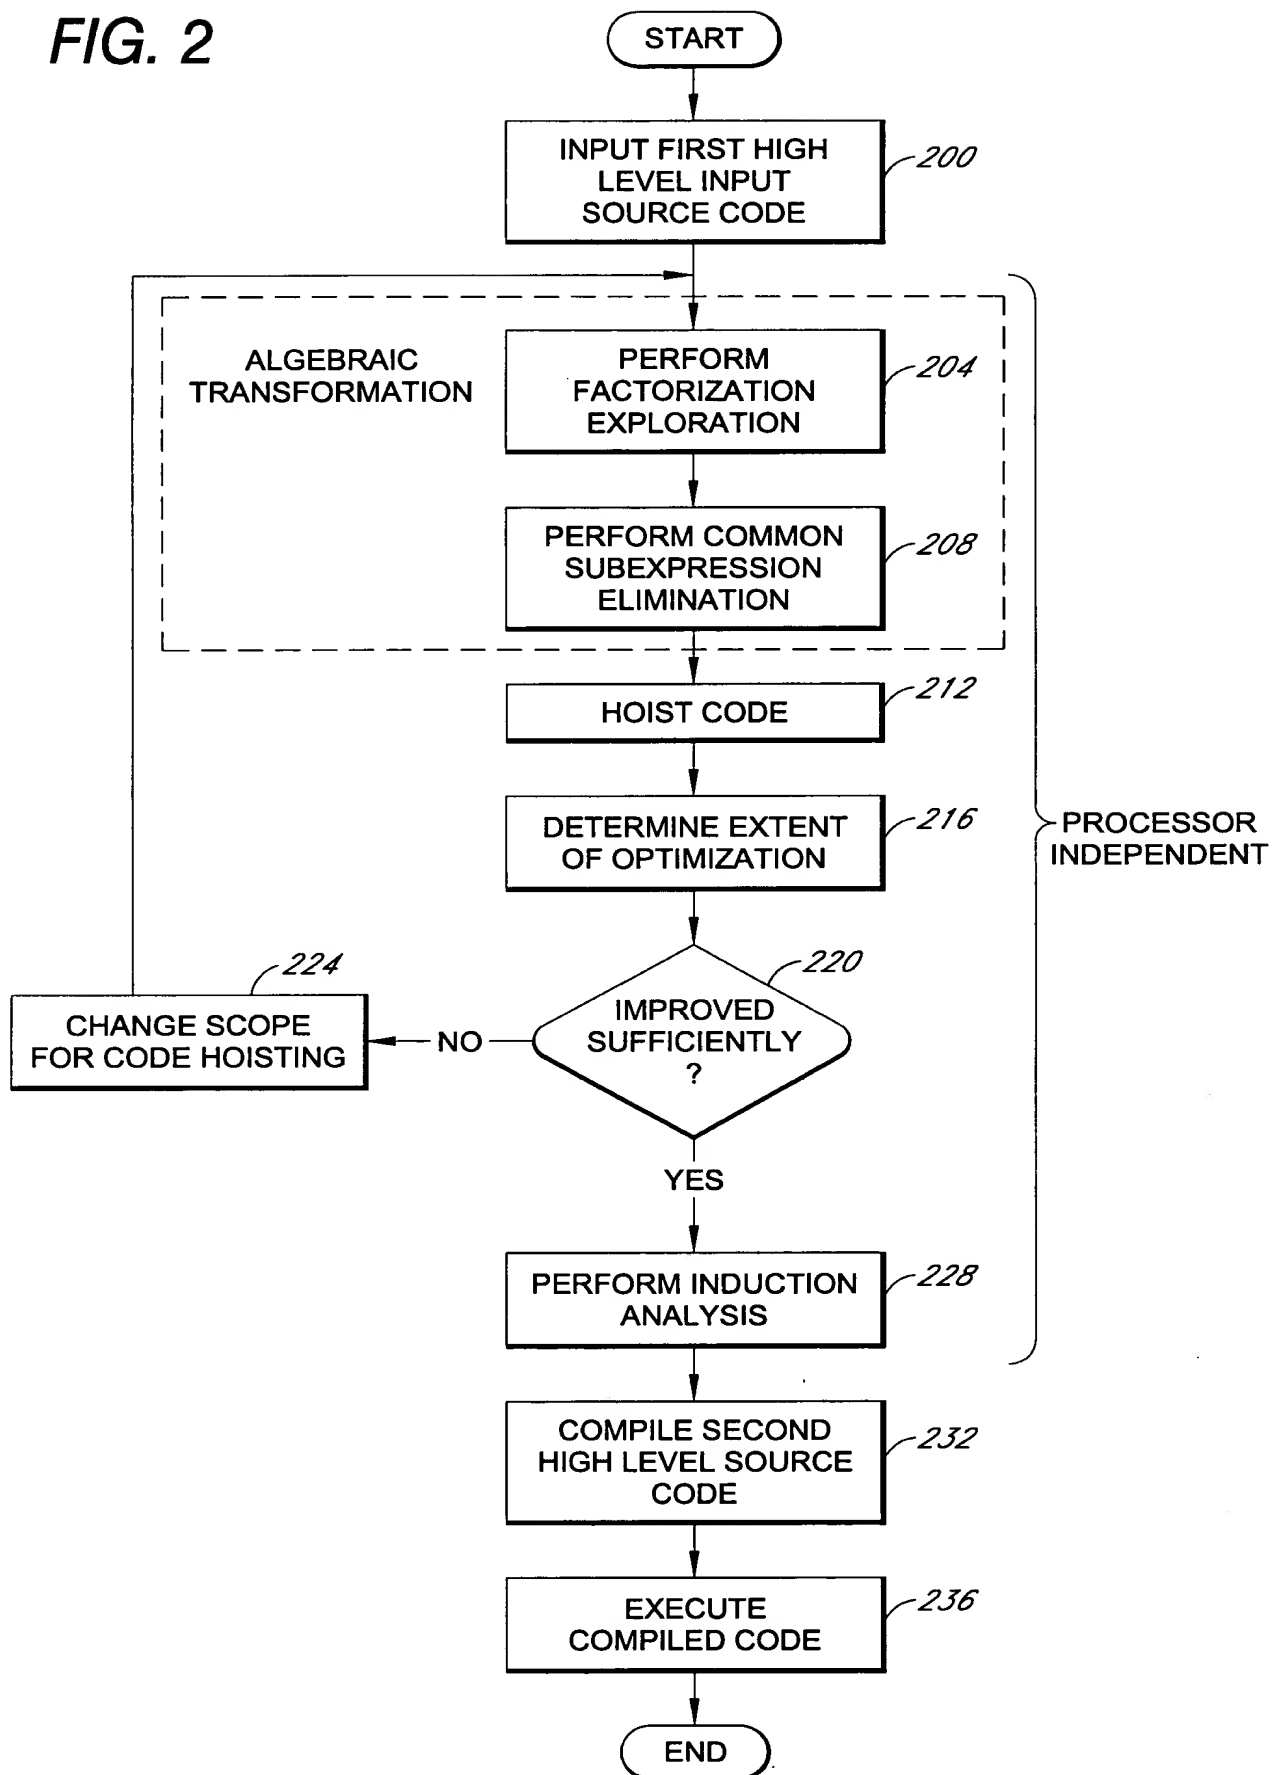 FIG. 2
START
INPUT FIRST HIGH
LEVEL INPUT
SOURCE CODE
200
ALGEBRAIC
TRANSFORMATION
PERFORM
FACTORIZATION
EXPLORATION
204
PERFORM COMMON
SUBEXPRESSION
ELIMINATION
208
HOIST CODE
212
DETERMINE EXTENT
OF OPTIMIZATION
216
PROCESSOR
INDEPENDENT
IMPROVED
SUFFICIENTLY
?
220
NO
224
CHANGE SCOPE
FOR CODE HOISTING
YES
PERFORM INDUCTION
ANALYSIS
228
COMPILE SECOND
HIGH LEVEL SOURCE
CODE
232
EXECUTE
COMPILED CODE
236
END